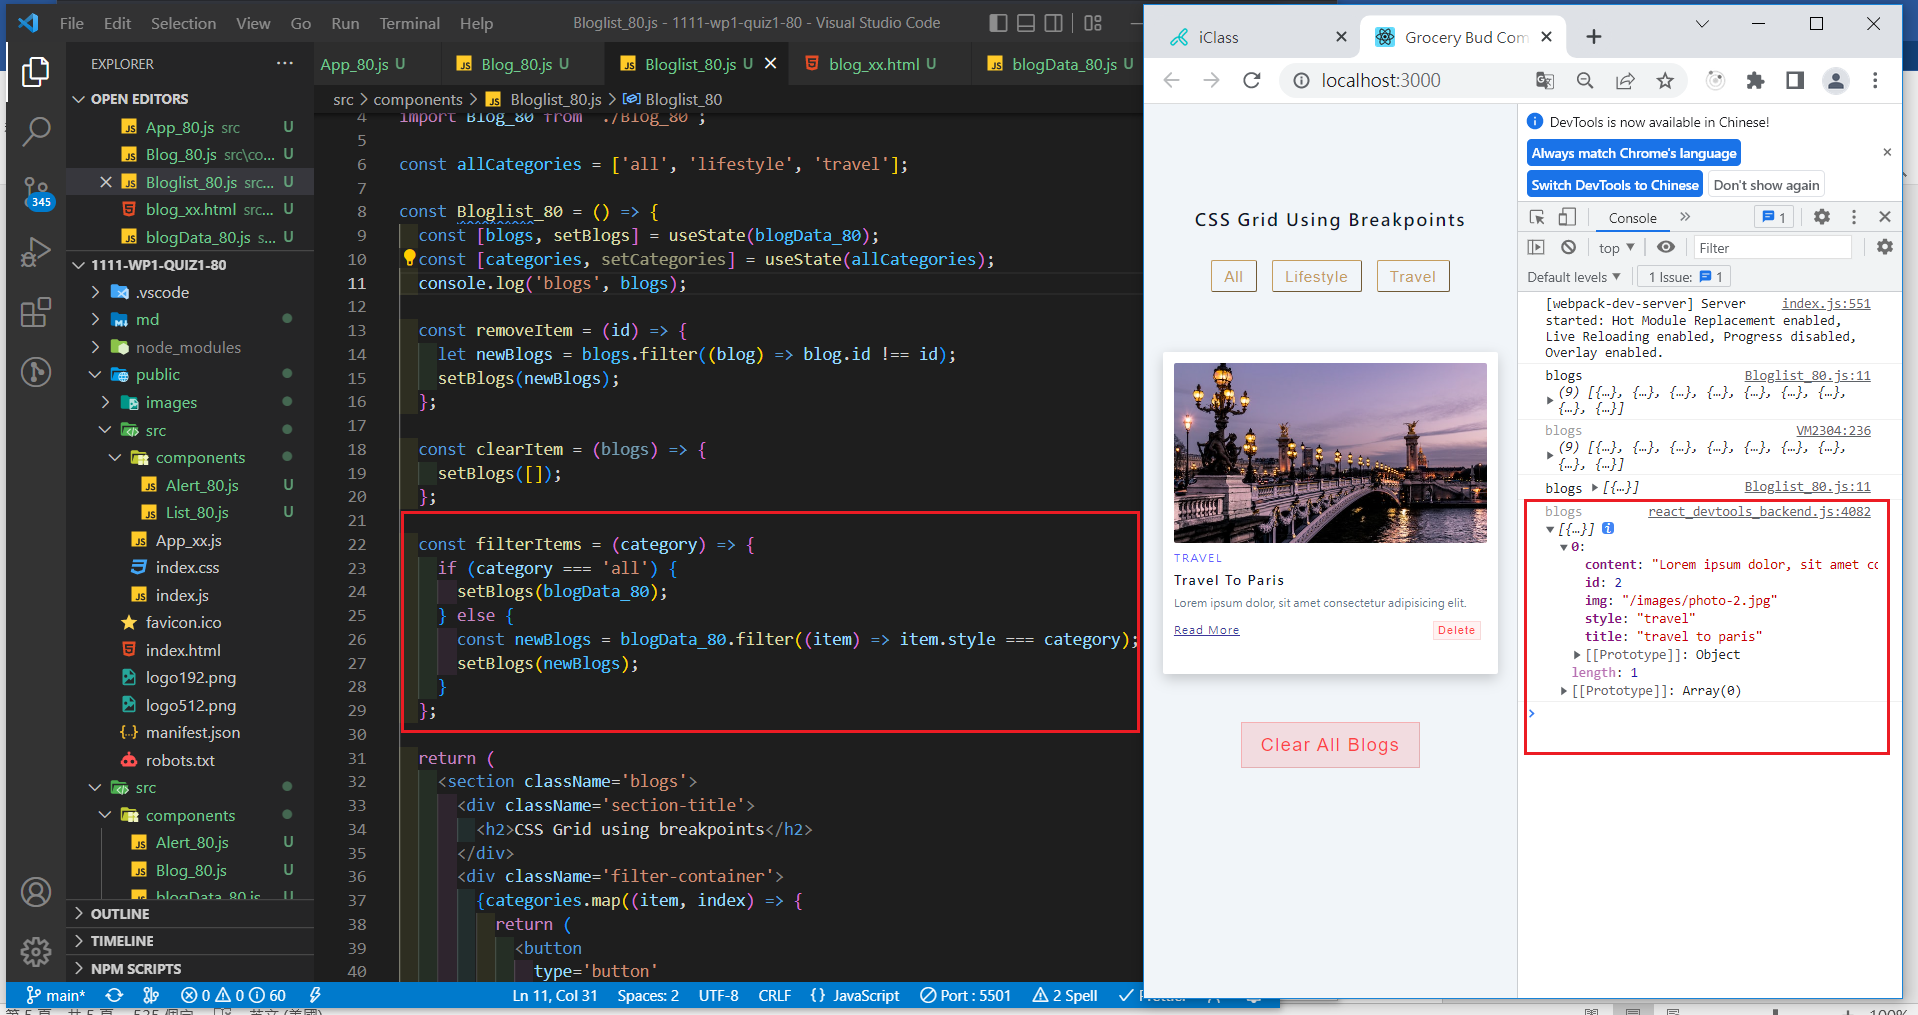 File Edit Selection View Go Run Terminal Help
Bloglist_80.js - 1111-wp1-quiz1-80 - Visual Studio Code
EXPLORER ···
OPEN EDITORS
App_80.js src U
Blog_80.js src\co... U
Bloglist_80.js src... U
blog_xx.html src... U
blogData_80.js s... U
1111-WP1-QUIZ1-80
.vscode
md
node_modules
public
images
src
components
Alert_80.js U
List_80.js U
App_xx.js
index.css
index.js
favicon.ico
index.html
logo192.png
logo512.png
manifest.json
robots.txt
src
components
Alert_80.js U
Blog_80.js U
blogData_80.js U
OUTLINE
TIMELINE
NPM SCRIPTS
345
App_80.js U
Blog_80.js U
Bloglist_80.js U
blog_xx.html U
blogData_80.js U
src > components > Bloglist_80.js > Bloglist_80
4 import Blog_80 from './Blog_80';
5
6 const allCategories = ['all', 'lifestyle', 'travel'];
7
8 const Bloglist_80 = () => {
9 const [blogs, setBlogs] = useState(blogData_80);
10 const [categories, setCategories] = useState(allCategories);
11 console.log('blogs', blogs);
12
13 const removeItem = (id) => {
14 let newBlogs = blogs.filter((blog) => blog.id !== id);
15 setBlogs(newBlogs);
16 };
17
18 const clearItem = (blogs) => {
19 setBlogs([]);
20 };
21
22 const filterItems = (category) => {
23 if (category === 'all') {
24 setBlogs(blogData_80);
25 } else {
26 const newBlogs = blogData_80.filter((item) => item.style === category);
27 setBlogs(newBlogs);
28 }
29 };
30
31 return (
32 <section className='blogs'>
33 <div className='section-title'>
34 <h2>CSS Grid using breakpoints</h2>
35 </div>
36 <div className='filter-container'>
37 {categories.map((item, index) => {
38 return (
39 <button
40 type='button'
main* 0 0 60 Ln 11, Col 31 Spaces: 2 UTF-8 CRLF {} JavaScript Port : 5501 2 Spell
iClass
Grocery Bud Com
localhost:3000
CSS Grid Using Breakpoints
All
Lifestyle
Travel
TRAVEL
Travel To Paris
Lorem ipsum dolor, sit amet consectetur adipisicing elit.
Read More
Delete
Clear All Blogs
DevTools is now available in Chinese!
Always match Chrome's language
Switch DevTools to Chinese
Don't show again
Console » 1
top Filter
Default levels 1 Issue: 1
[webpack-dev-server] Server index.js:551
started: Hot Module Replacement enabled,
Live Reloading enabled, Progress disabled,
Overlay enabled.
blogs Bloglist_80.js:11
(9) [{…}, {…}, {…}, {…}, {…}, {…}, {…},
{…}, {…}]
blogs VM2304:236
(9) [{…}, {…}, {…}, {…}, {…}, {…}, {…},
{…}, {…}]
blogs [{…}] Bloglist_80.js:11
blogs react_devtools_backend.js:4082
[{…}]
0:
content: "Lorem ipsum dolor, sit amet co
id: 2
img: "/images/photo-2.jpg"
style: "travel"
title: "travel to paris"
[[Prototype]]: Object
length: 1
[[Prototype]]: Array(0)
100%